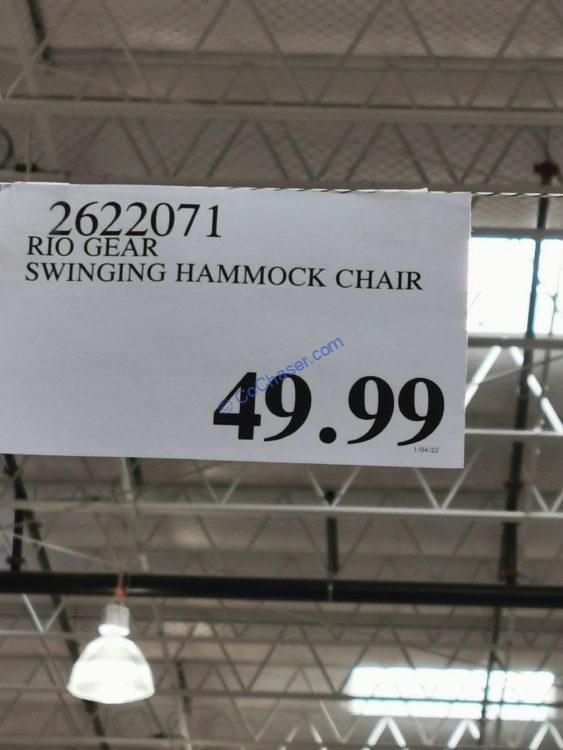 2622071
RIO GEAR
SWINGING HAMMOCK CHAIR
© CoChaser.com
49.99
1/04/22